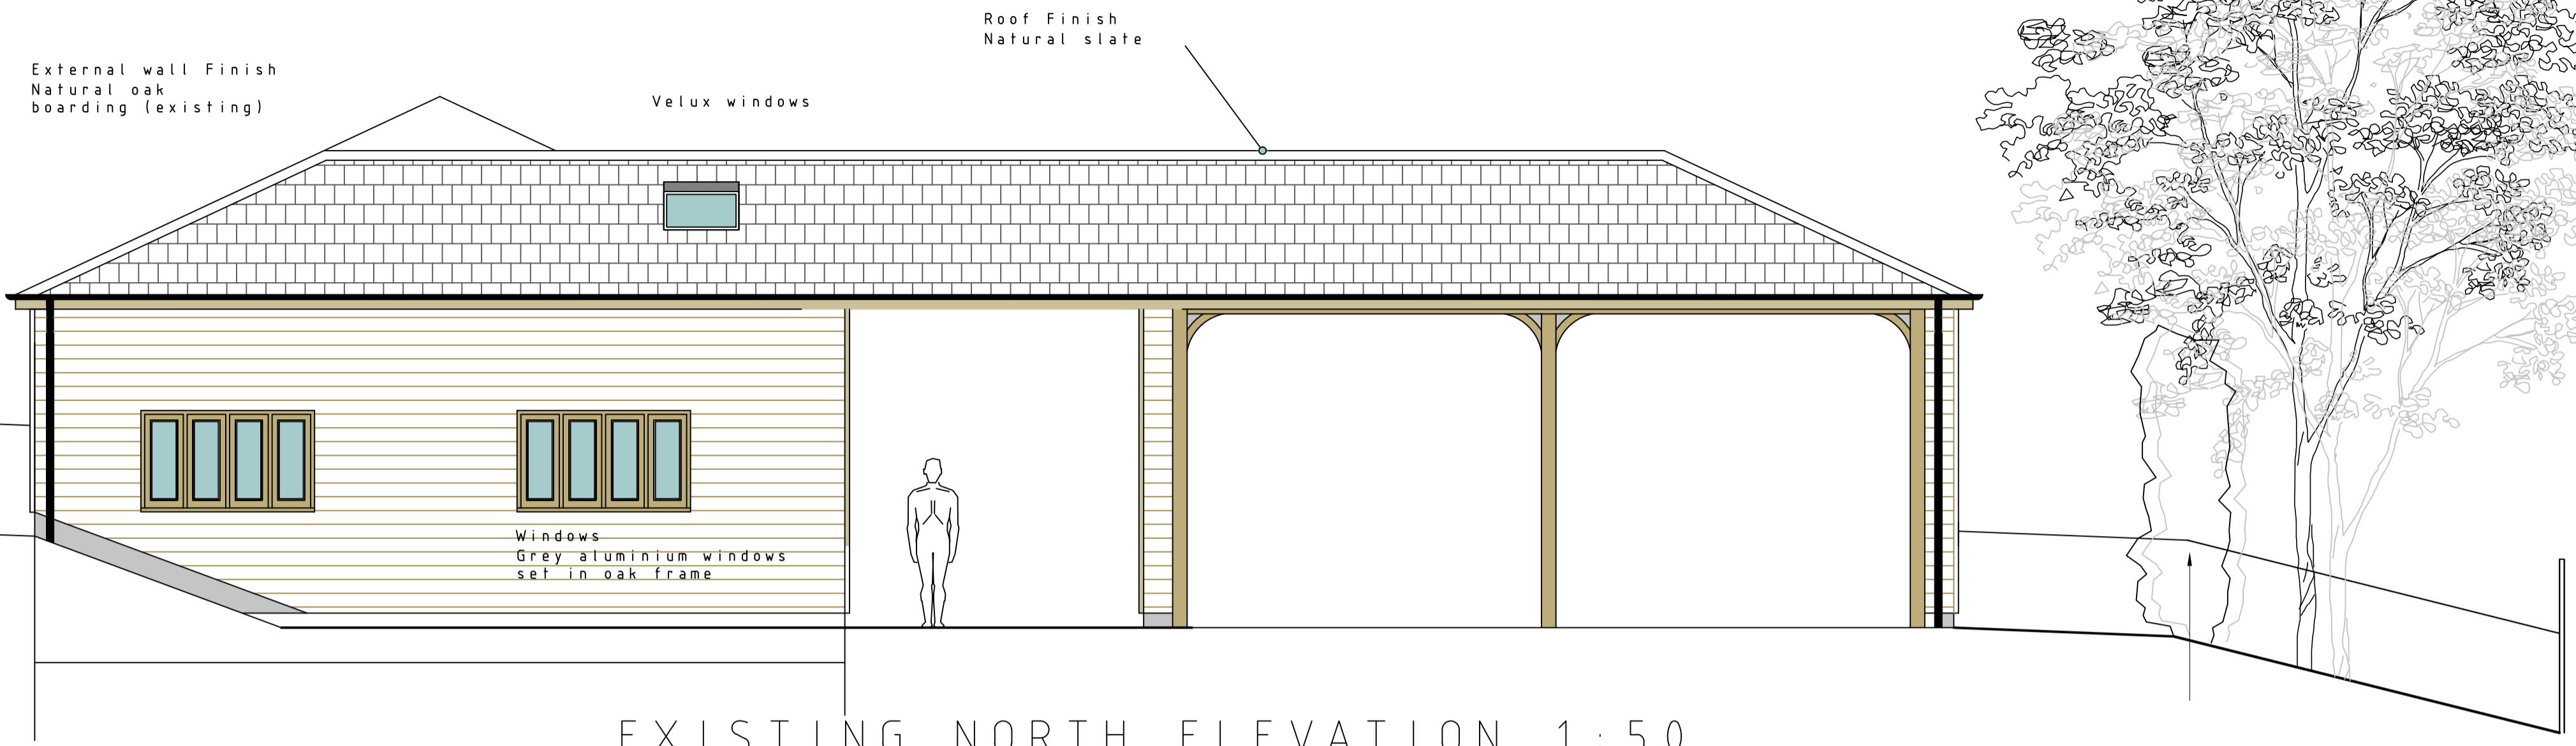 Roof Finish
Natural slate
External wall Finish
Natural oak
boarding (existing)
Velux windows
Windows
Grey aluminium windows
set in oak frame
EXISTING NORTH ELEVATION 1:50